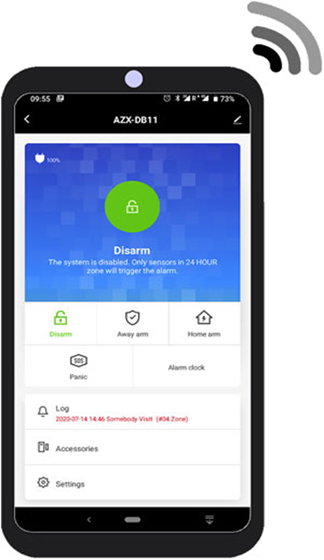 09:55 R 73%
AZX-DB11
100%
Disarm
The system is disabled. Only sensors in 24 HOUR
zone will trigger the alarm.
Disarm Away arm Home arm
SOS
Panic Alarm clock
Log
2020-07-14 14:46 Somebody Visit (#04 Zone)
Accessories
Settings